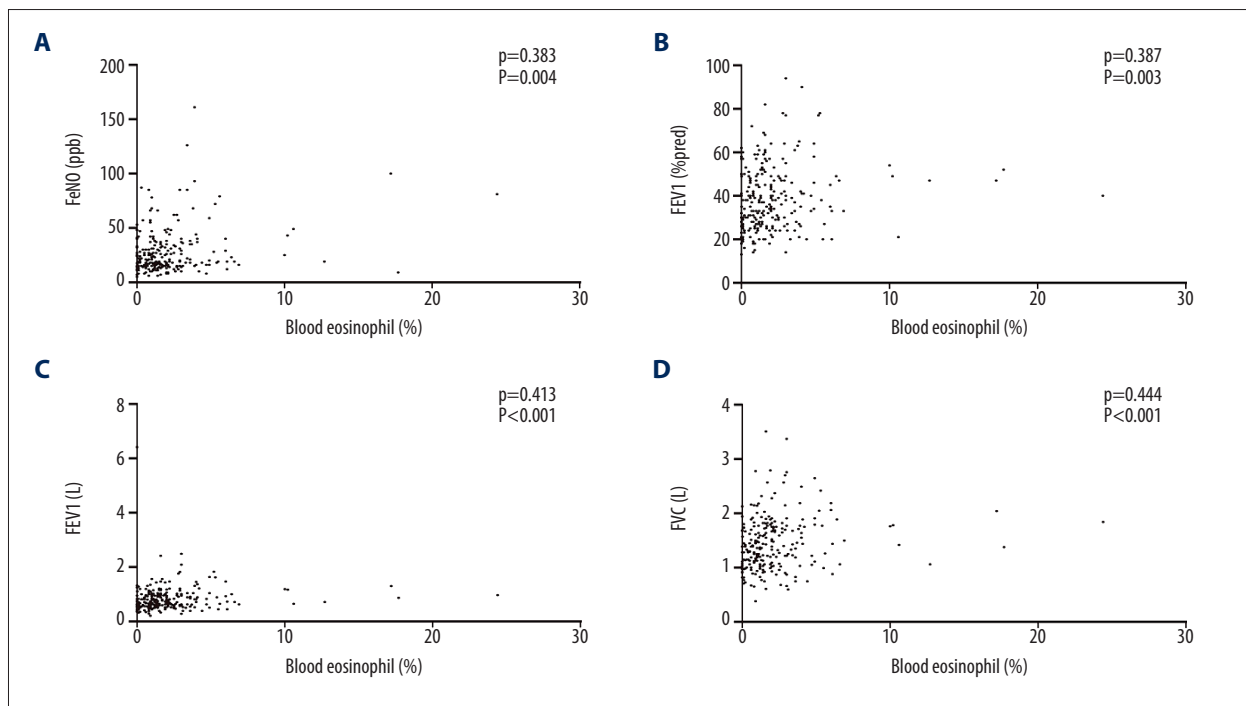 A
p=0.383
P=0.004
200
150
100
50
0
FeNO (ppb)
0 10 20 30
Blood eosinophil (%)
B
p=0.387
P=0.003
100
80
60
40
20
0
FEV1 (%pred)
0 10 20 30
Blood eosinophil (%)
C
p=0.413
P<0.001
8
6
4
2
0
FEV1 (L)
0 10 20 30
Blood eosinophil (%)
D
p=0.444
P<0.001
4
3
2
1
0
FVC (L)
0 10 20 30
Blood eosinophil (%)